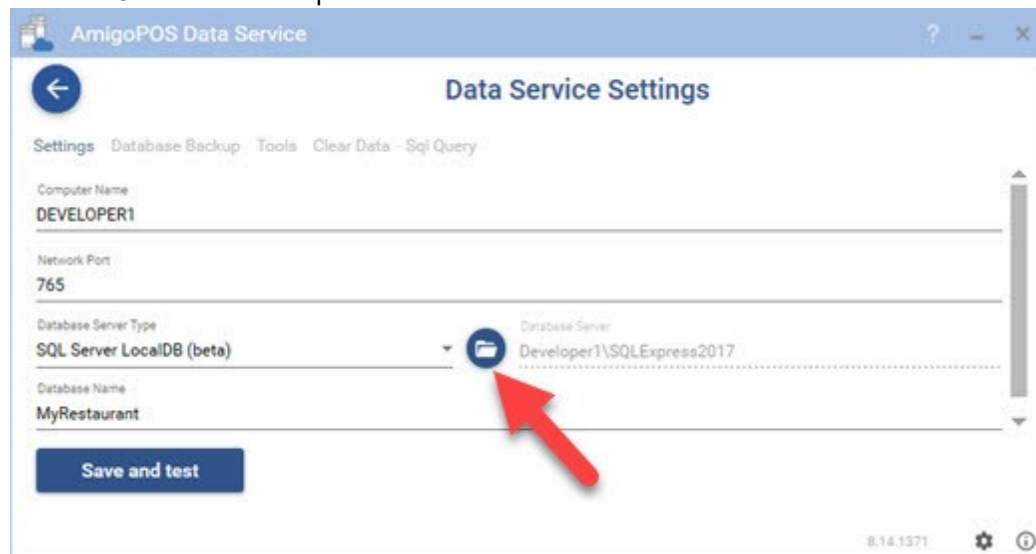 AmigoPOS Data Service
Data Service Settings
Settings Database Backup Tools Clear Data Sql Query
Computer Name
DEVELOPER1
Network Port
765
Database Server Type
SQL Server LocalDB (beta)
Database Server
Developer1\SQLExpress2017
Database Name
MyRestaurant
Save and test
8.14.1371